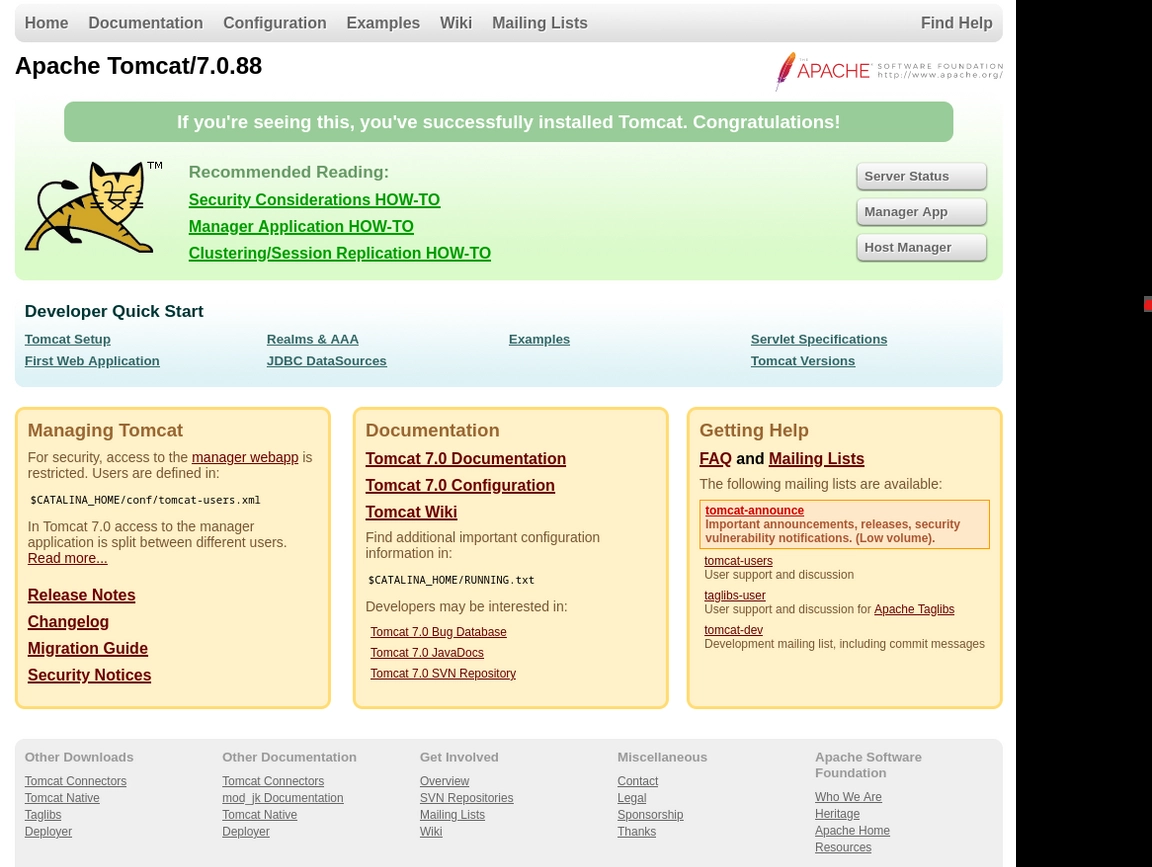 Home Documentation Configuration Examples Wiki Mailing Lists Find Help
Apache Tomcat/7.0.88
THE
APACHE SOFTWARE FOUNDATION
http://www.apache.org/
If you're seeing this, you've successfully installed Tomcat. Congratulations!
TM
Recommended Reading:
Security Considerations HOW-TO
Manager Application HOW-TO
Clustering/Session Replication HOW-TO
Server Status
Manager App
Host Manager
Developer Quick Start
Tomcat Setup
First Web Application
Realms & AAA
JDBC DataSources
Examples
Servlet Specifications
Tomcat Versions
Managing Tomcat
For security, access to the manager webapp is
restricted. Users are defined in:
$CATALINA_HOME/conf/tomcat-users.xml
In Tomcat 7.0 access to the manager
application is split between different users.
Read more...
Release Notes
Changelog
Migration Guide
Security Notices
Documentation
Tomcat 7.0 Documentation
Tomcat 7.0 Configuration
Tomcat Wiki
Find additional important configuration
information in:
$CATALINA_HOME/RUNNING.txt
Developers may be interested in:
Tomcat 7.0 Bug Database
Tomcat 7.0 JavaDocs
Tomcat 7.0 SVN Repository
Getting Help
FAQ and Mailing Lists
The following mailing lists are available:
tomcat-announce
Important announcements, releases, security
vulnerability notifications. (Low volume).
tomcat-users
User support and discussion
taglibs-user
User support and discussion for Apache Taglibs
tomcat-dev
Development mailing list, including commit messages
Other Downloads
Tomcat Connectors
Tomcat Native
Taglibs
Deployer
Other Documentation
Tomcat Connectors
mod_jk Documentation
Tomcat Native
Deployer
Get Involved
Overview
SVN Repositories
Mailing Lists
Wiki
Miscellaneous
Contact
Legal
Sponsorship
Thanks
Apache Software
Foundation
Who We Are
Heritage
Apache Home
Resources